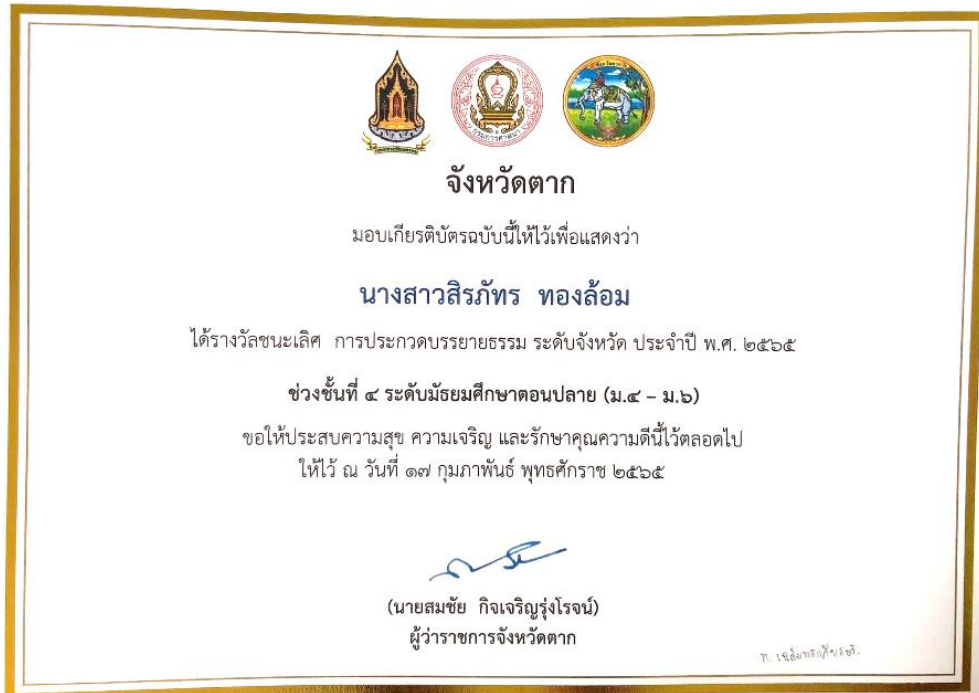 กรมการศาสนา
จังหวัดตาก
มอบเกียรติบัตรฉบับนี้ให้ไว้เพื่อแสดงว่า
นางสาวสิรภัทร ทองล้อม
ได้รางวัลชนะเลิศ การประกวดบรรยายธรรม ระดับจังหวัด ประจำปี พ.ศ. ๒๕๖๕
ช่วงชั้นที่ ๔ ระดับมัธยมศึกษาตอนปลาย (ม.๔ – ม.๖)
ขอให้ประสบความสุข ความเจริญ และรักษาคุณความดีนี้ไว้ตลอดไป
ให้ไว้ ณ วันที่ ๑๗ กุมภาพันธ์ พุทธศักราช ๒๕๖๕
(นายสมชัย กิจเจริญรุ่งโรจน์)
ผู้ว่าราชการจังหวัดตาก